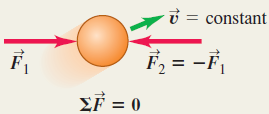 v⃗ = constant
F⃗₁
F⃗₂ = −F⃗₁
ΣF⃗ = 0